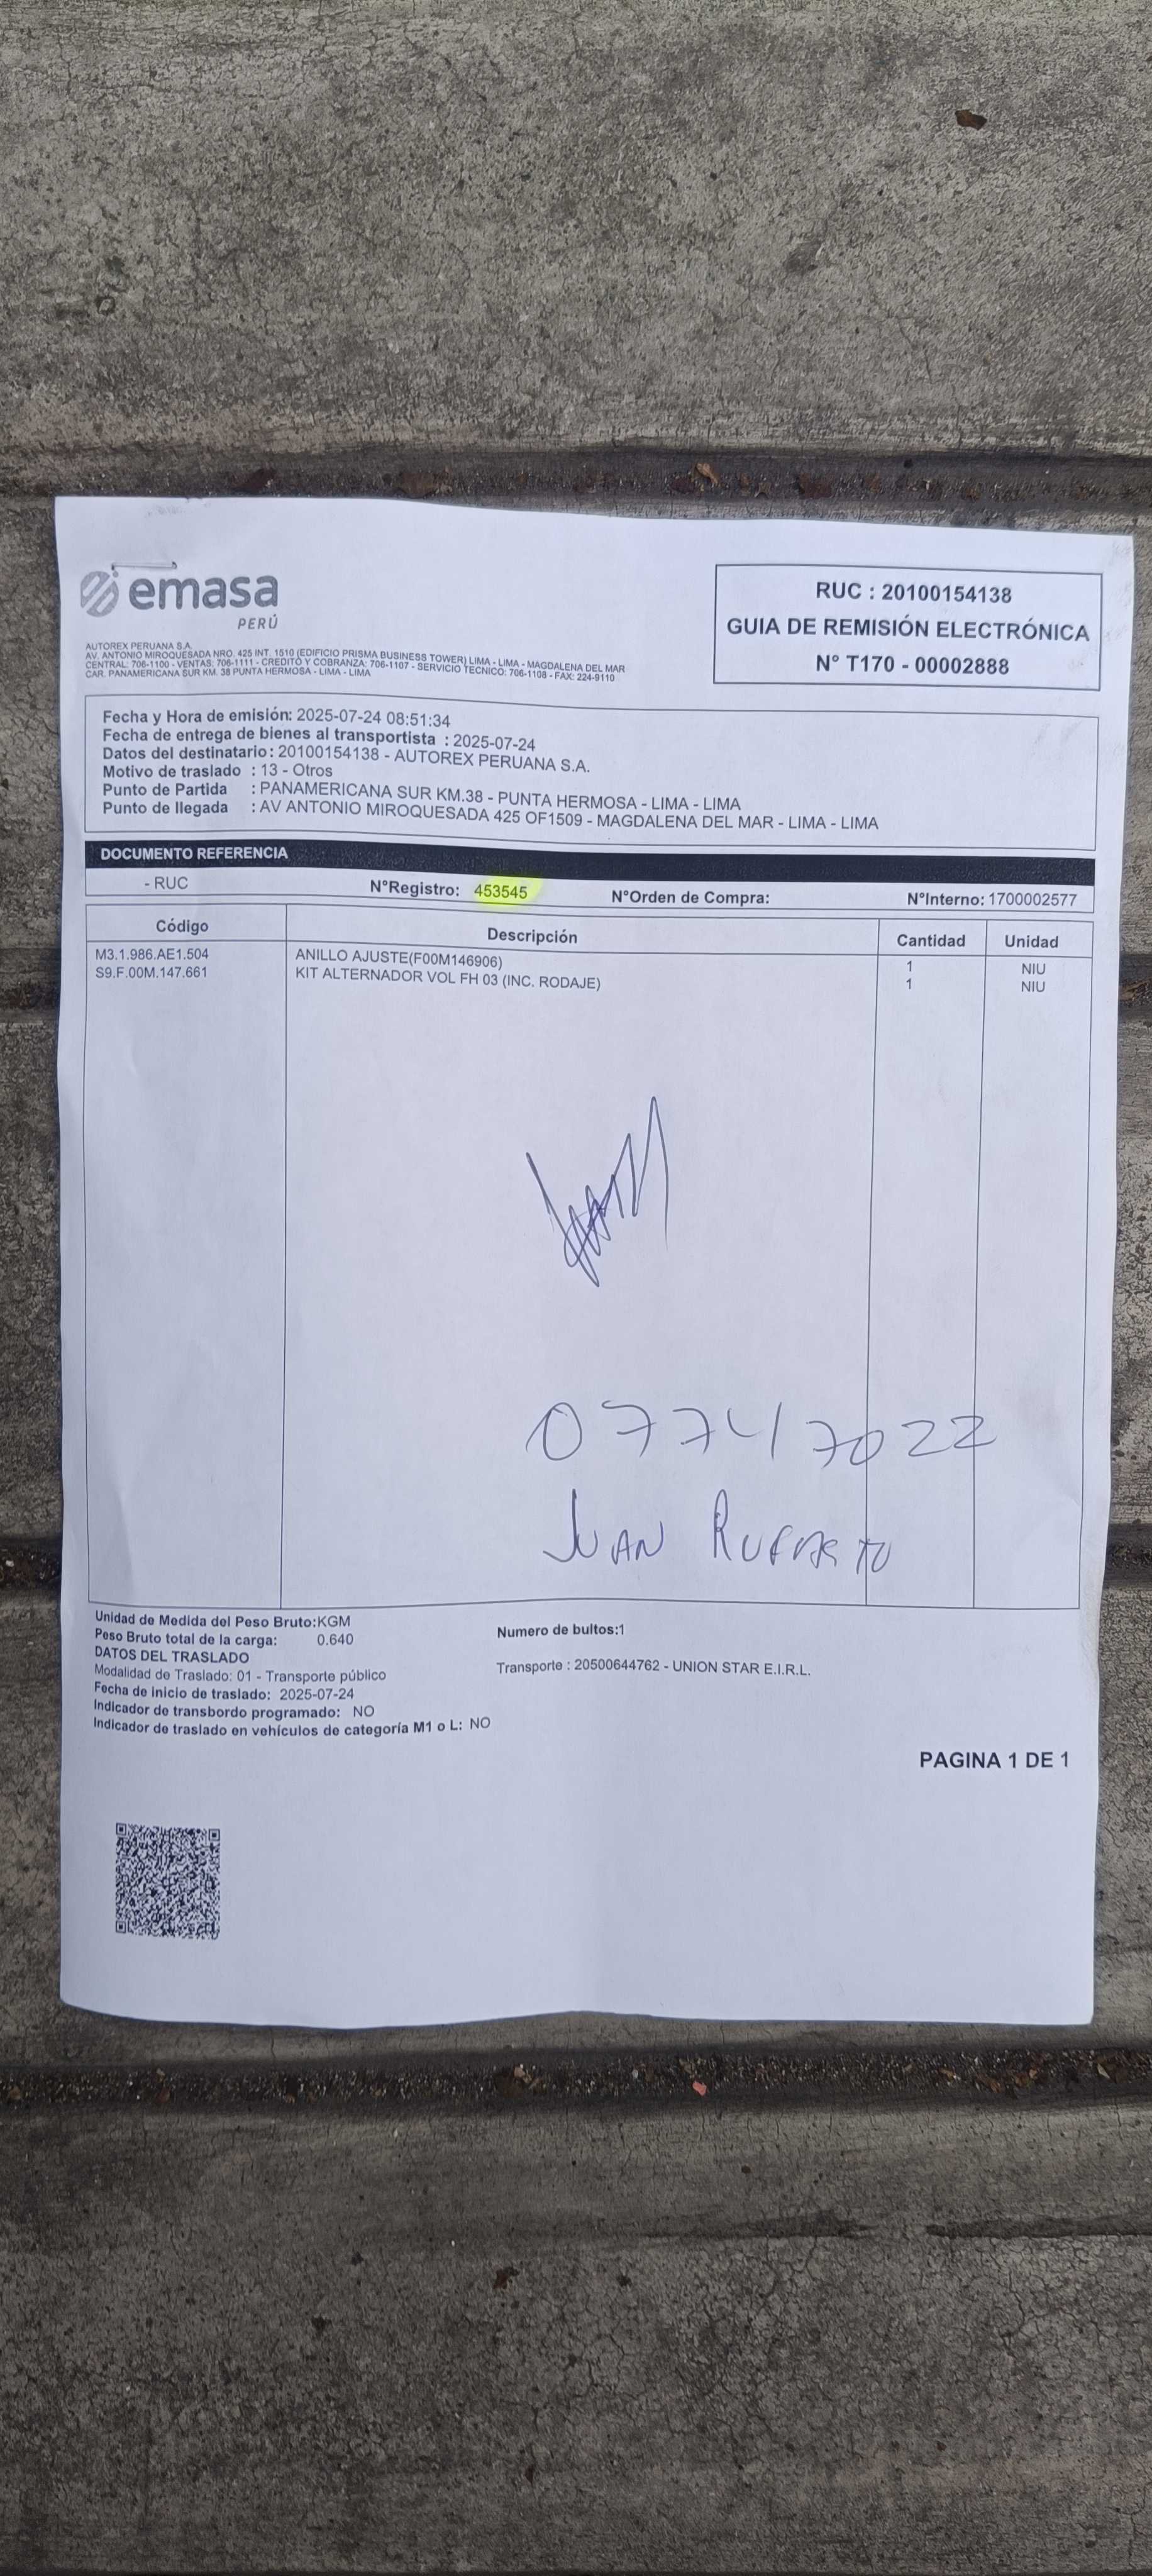 emasa
PERÚ
RUC : 20100154138
GUIA DE REMISIÓN ELECTRÓNICA
N° T170 - 00002888
AUTOREX PERUANA S.A.
AV. ANTONIO MIROQUESADA NRO. 425 INT. 1510 (EDIFICIO PRISMA BUSINESS TOWER) LIMA - LIMA - MAGDALENA DEL MAR
CENTRAL: 706-1100 - VENTAS: 706-1111 - CREDITO Y COBRANZA: 706-1107 - SERVICIO TECNICO: 706-1108 - FAX: 224-9110
CAR. PANAMERICANA SUR KM. 38 PUNTA HERMOSA - LIMA - LIMA
Fecha y Hora de emisión: 2025-07-24 08:51:34
Fecha de entrega de bienes al transportista : 2025-07-24
Datos del destinatario : 20100154138 - AUTOREX PERUANA S.A.
Motivo de traslado : 13 - Otros
Punto de Partida : PANAMERICANA SUR KM.38 - PUNTA HERMOSA - LIMA - LIMA
Punto de llegada : AV ANTONIO MIROQUESADA 425 OF1509 - MAGDALENA DEL MAR - LIMA - LIMA
DOCUMENTO REFERENCIA
- RUC N°Registro: 453545 N°Orden de Compra: N°Interno: 1700002577
Código Descripción Cantidad Unidad
M3.1.986.AE1.504 ANILLO AJUSTE(F00M146906) 1 NIU
S9.F.00M.147.661 KIT ALTERNADOR VOL FH 03 (INC. RODAJE) 1 NIU
07747022
JUAN
Unidad de Medida del Peso Bruto:KGM
Peso Bruto total de la carga: 0.640 Numero de bultos:1
DATOS DEL TRASLADO
Modalidad de Traslado: 01 - Transporte público Transporte : 20500644762 - UNION STAR E.I.R.L.
Fecha de inicio de traslado: 2025-07-24
Indicador de transbordo programado: NO
Indicador de traslado en vehículos de categoría M1 o L: NO
PAGINA 1 DE 1